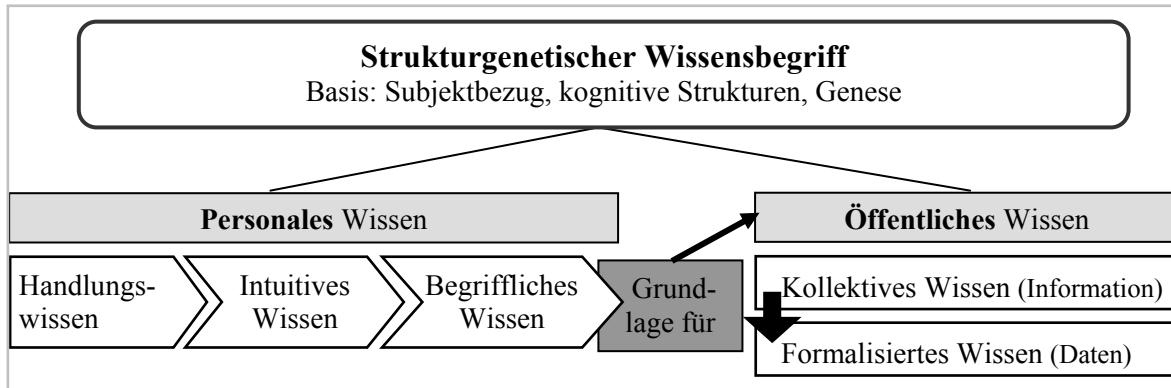 Strukturgenetischer Wissensbegriff
Basis: Subjektbezug, kognitive Strukturen, Genese
Personales Wissen
Öffentliches Wissen
Handlungs-
wissen
Intuitives
Wissen
Begriffliches
Wissen
Grund-
lage für
Kollektives Wissen (Information)
Formalisiertes Wissen (Daten)